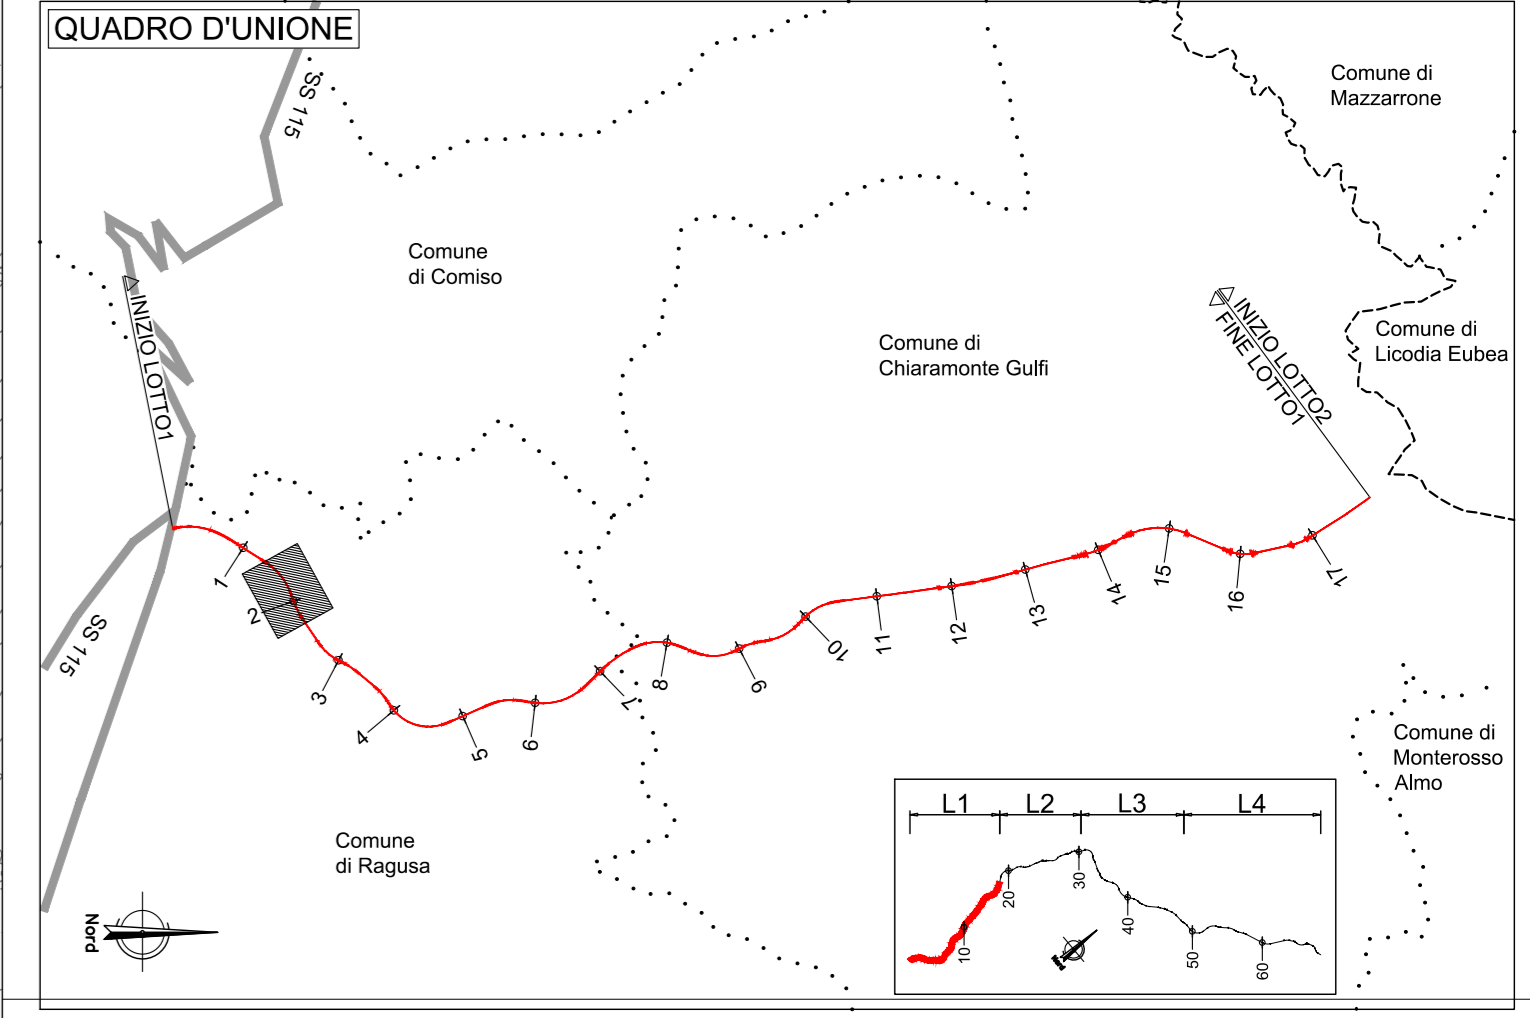 QUADRO D'UNIONE
SS 115
Comune di
Mazzarrone
Comune
di Comiso
INIZIO LOTTO1
Comune di
Chiaramonte Gulfi
INIZIO LOTTO2
FINE LOTTO1
Comune di
Licodia Eubea
1
2
3
4
5
6
7
8
9
10
11
12
13
14
15
16
17
SS 115
Comune di
Monterosso
Almo
Comune
di Ragusa
Nord
L1 L2 L3 L4
10
20
30
40
50
60
Nord